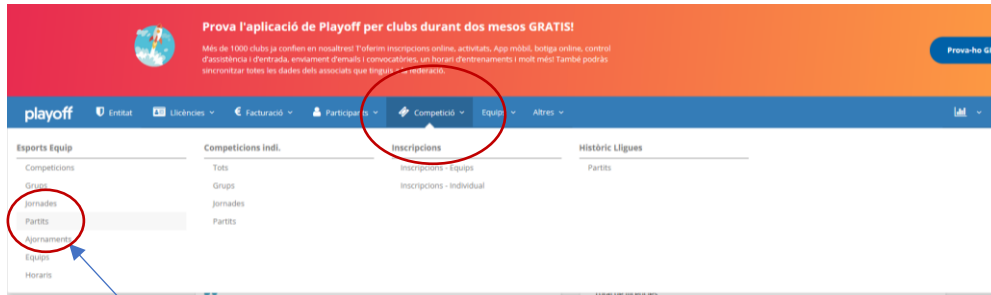 Prova l'aplicació de Playoff per clubs durant dos mesos GRATIS!
Més de 1000 clubs ja confien en nosaltres! T'oferim inscripcions online, activitats, App mòbil, botiga online, control
d'assistència i d'entrada, enviament d'emails i convocatòries, un horari d'entrenaments i molt més! També podràs
sincronitzar totes les dades dels associats que tinguis a la federació.
Prova-ho G
playoff Entitat Llicències € Facturació Participants Competició Equips Altres
Esports Equip Competicions indi. Inscripcions Històric Lligues
Competicions Tots Inscripcions - Equips Partits
Grups Grups Inscripcions - Individual
Jornades Jornades
Partits Partits
Ajornaments
Equips
Horaris